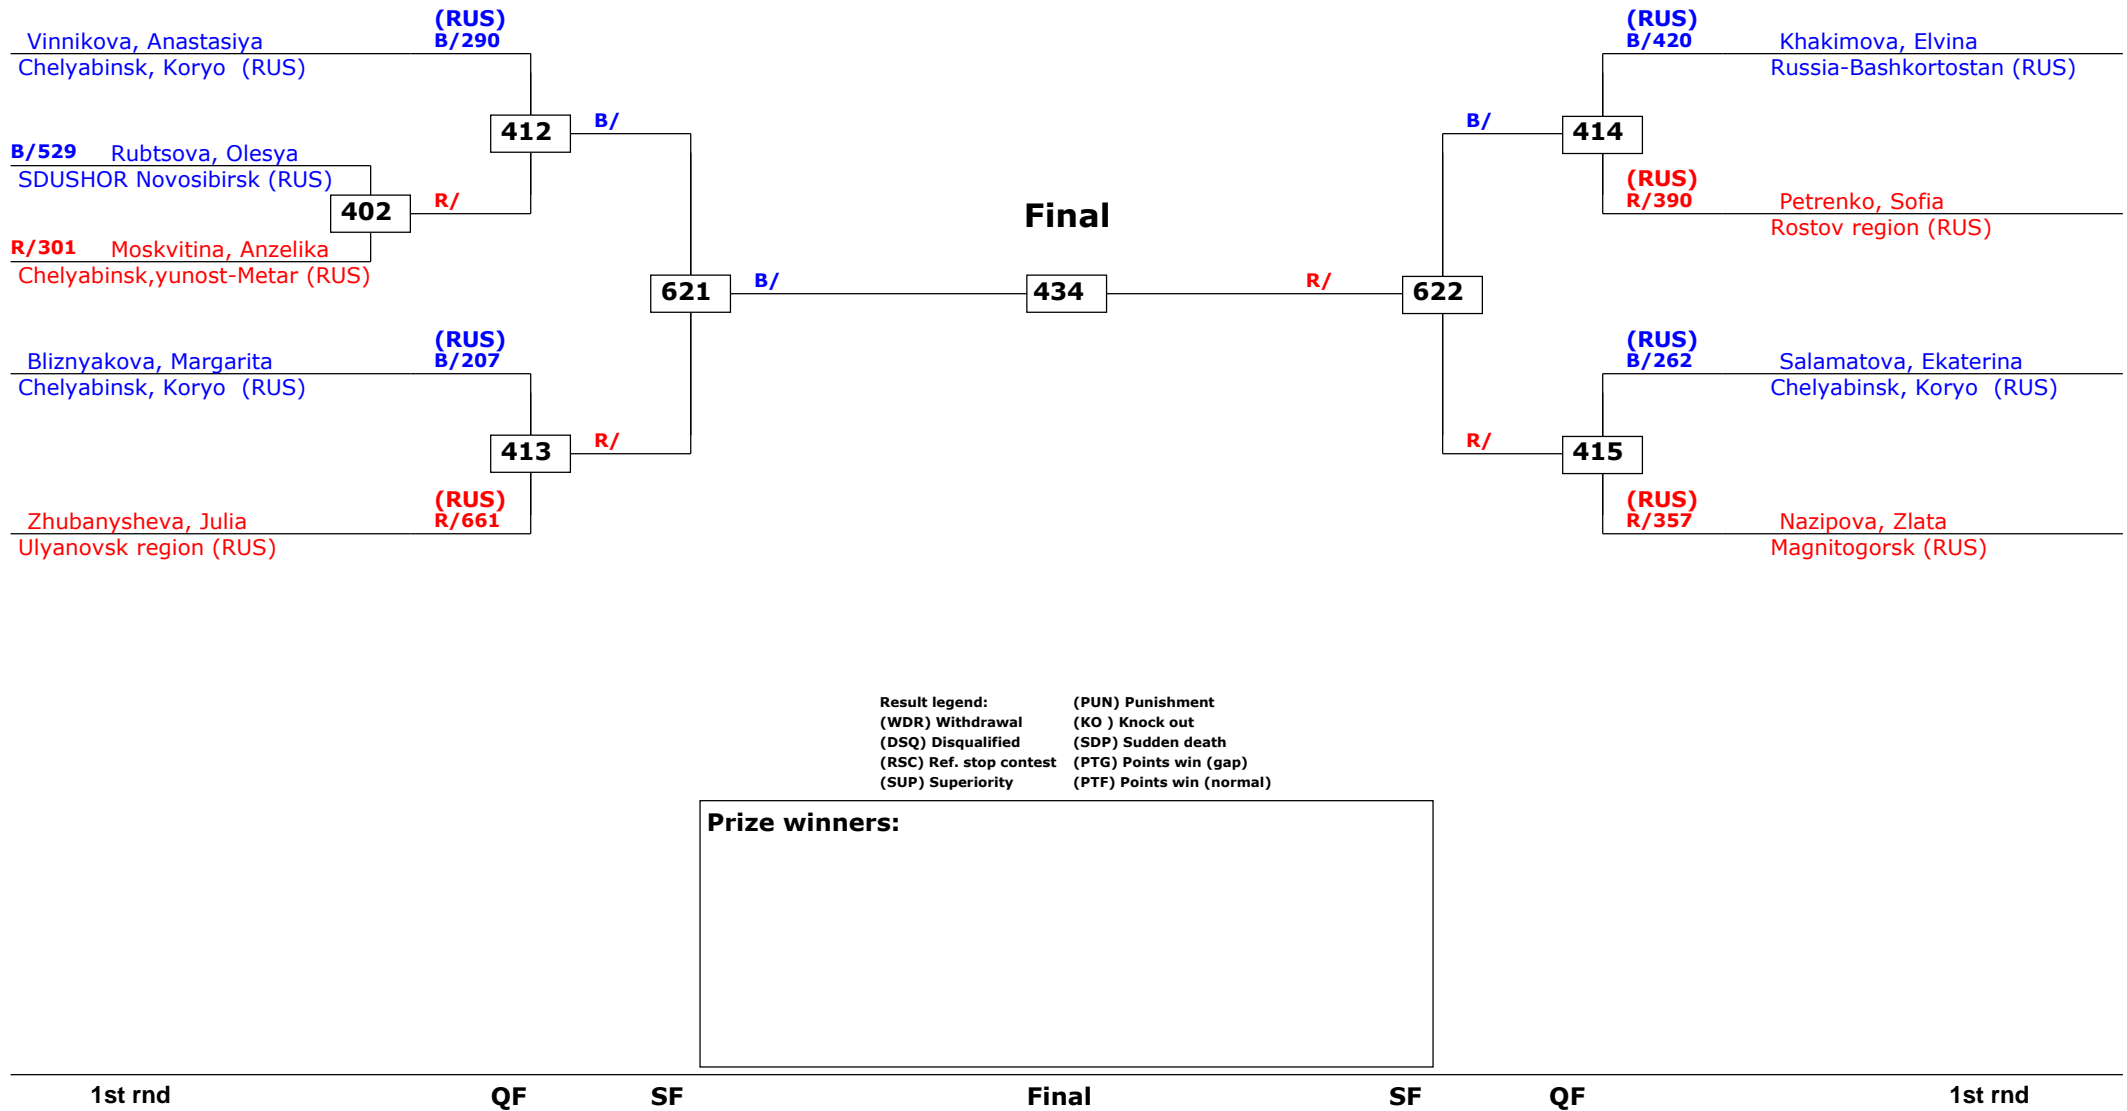 (RUS)
Vinnikova, Anastasiya B/290
Chelyabinsk, Koryo (RUS)
412
B/
B/529 Rubtsova, Olesya
SDUSHOR Novosibirsk (RUS)
402
R/
R/301 Moskvitina, Anzelika
Chelyabinsk,yunost-Metar (RUS)
621
B/
(RUS)
Bliznyakova, Margarita B/207
Chelyabinsk, Koryo (RUS)
413
R/
(RUS)
Zhubanysheva, Julia R/661
Ulyanovsk region (RUS)
Final
434
(RUS)
B/420 Khakimova, Elvina
Russia-Bashkortostan (RUS)
B/
414
(RUS)
R/390 Petrenko, Sofia
Rostov region (RUS)
R/
622
(RUS)
B/262 Salamatova, Ekaterina
Chelyabinsk, Koryo (RUS)
R/
415
(RUS)
R/357 Nazipova, Zlata
Magnitogorsk (RUS)
Result legend: (PUN) Punishment
(WDR) Withdrawal (KO ) Knock out
(DSQ) Disqualified (SDP) Sudden death
(RSC) Ref. stop contest (PTG) Points win (gap)
(SUP) Superiority (PTF) Points win (normal)
Prize winners:
1st rnd QF SF Final SF QF 1st rnd